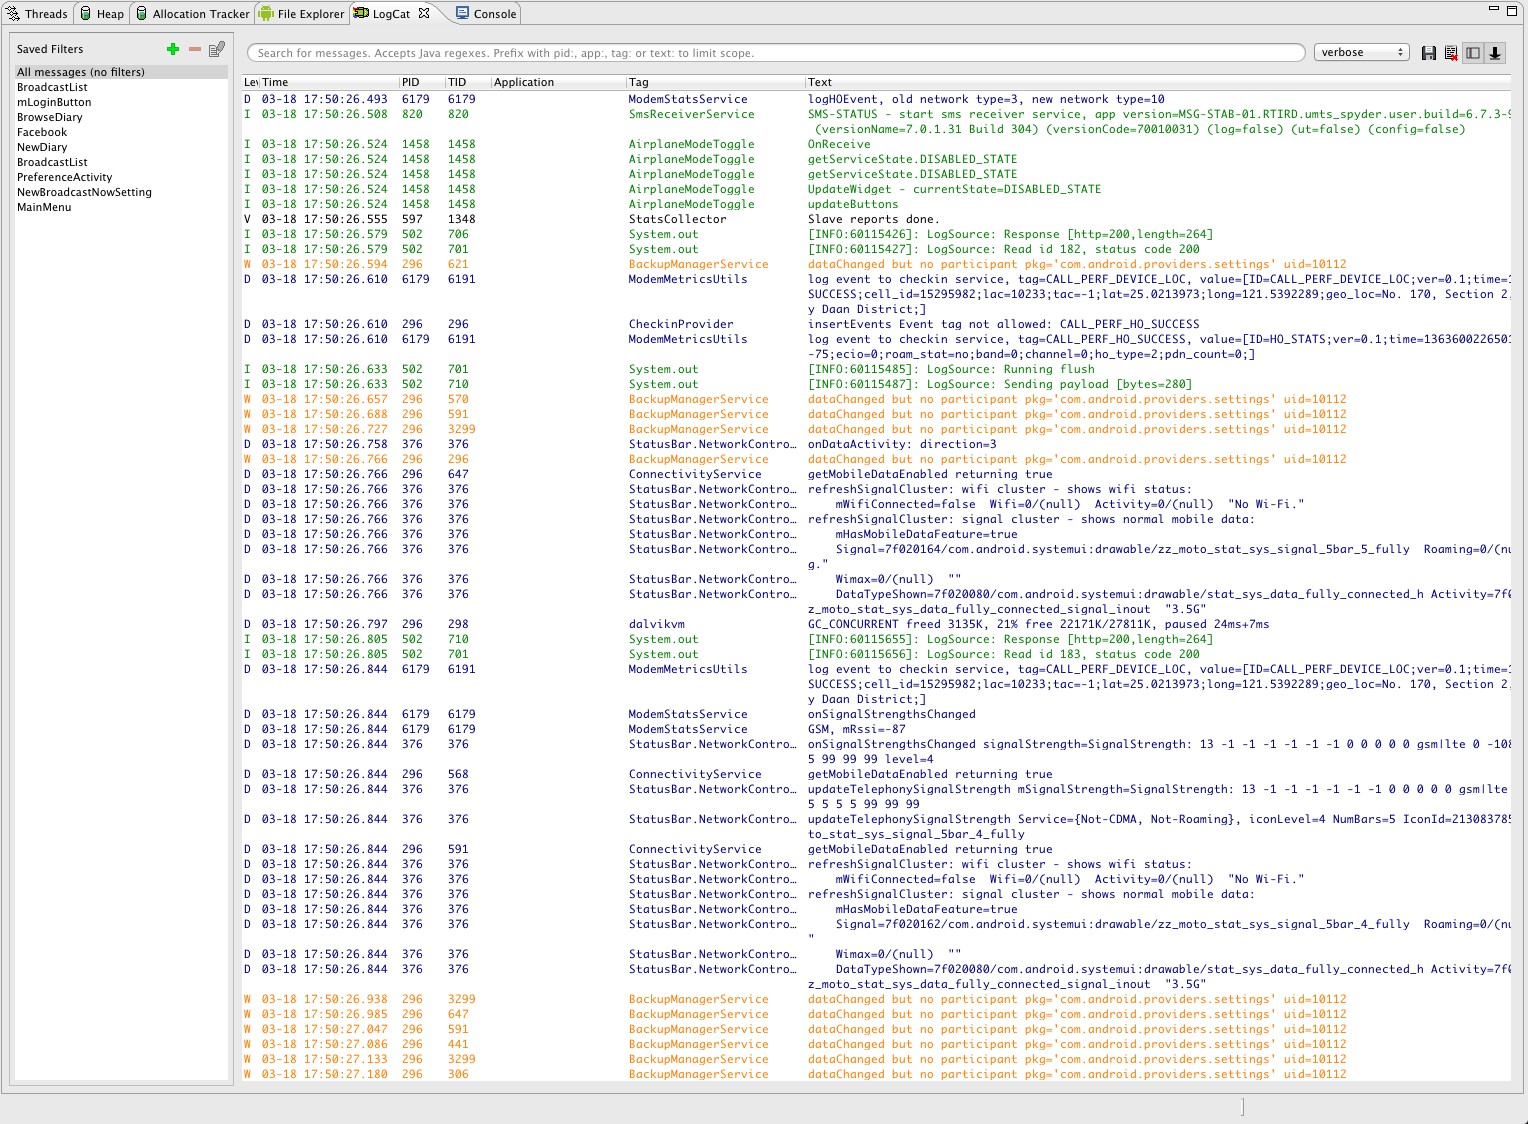 Threads Heap Allocation Tracker File Explorer LogCat Console
Saved Filters
All messages (no filters)
BroadcastList
mLoginButton
BrowseDiary
Facebook
NewDiary
BroadcastList
PreferenceActivity
NewBroadcastNowSetting
MainMenu
Search for messages. Accepts Java regexes. Prefix with pid:, app:, tag: or text: to limit scope.
verbose
Time PID TID Application Tag Text
D 03-18 17:50:26.493 6179 6179 ModemStatsService logHOEvent, old network type=3, new network type=10
I 03-18 17:50:26.508 820 820 SmsReceiverService SMS-STATUS - start sms receiver service, app version=MSG-STAB-01.RTIRD.umts_spyder.user.build=6.7.3-9
(versionName=7.0.1.31 Build 304) (versionCode=70010031) (log=false) (ut=false) (config=false)
I 03-18 17:50:26.524 1458 1458 AirplaneModeToggle OnReceive
I 03-18 17:50:26.524 1458 1458 AirplaneModeToggle getServiceState.DISABLED_STATE
I 03-18 17:50:26.524 1458 1458 AirplaneModeToggle getServiceState.DISABLED_STATE
I 03-18 17:50:26.524 1458 1458 AirplaneModeToggle UpdateWidget - currentState=DISABLED_STATE
I 03-18 17:50:26.524 1458 1458 AirplaneModeToggle updateButtons
V 03-18 17:50:26.555 597 1348 StatsCollector Slave reports done.
I 03-18 17:50:26.579 502 706 System.out [INFO:60115426]: LogSource: Response [http=200,length=264]
I 03-18 17:50:26.579 502 701 System.out [INFO:60115427]: LogSource: Read id 182, status code 200
W 03-18 17:50:26.594 296 621 BackupManagerService dataChanged but no participant pkg='com.android.providers.settings' uid=10112
D 03-18 17:50:26.610 6179 6191 ModemMetricsUtils log event to checkin service, tag=CALL_PERF_DEVICE_LOC, value=[ID=CALL_PERF_DEVICE_LOC;ver=0.1;time=1
SUCCESS;cell_id=15295982;lac=10233;tac=-1;lat=25.0213973;long=121.5392289;geo_loc=No. 170, Section 2,
y Daan District;]
D 03-18 17:50:26.610 296 296 CheckinProvider insertEvents Event tag not allowed: CALL_PERF_HO_SUCCESS
D 03-18 17:50:26.610 6179 6191 ModemMetricsUtils log event to checkin service, tag=CALL_PERF_HO_SUCCESS, value=[ID=HO_STATS;ver=0.1;time=1363600226501
-75;ecio=0;roam_stat=no;band=0;channel=0;ho_type=2;pdn_count=0;]
I 03-18 17:50:26.633 502 701 System.out [INFO:60115485]: LogSource: Running flush
I 03-18 17:50:26.633 502 710 System.out [INFO:60115487]: LogSource: Sending payload [bytes=280]
W 03-18 17:50:26.657 296 570 BackupManagerService dataChanged but no participant pkg='com.android.providers.settings' uid=10112
W 03-18 17:50:26.688 296 591 BackupManagerService dataChanged but no participant pkg='com.android.providers.settings' uid=10112
W 03-18 17:50:26.727 296 3299 BackupManagerService dataChanged but no participant pkg='com.android.providers.settings' uid=10112
D 03-18 17:50:26.758 376 376 StatusBar.NetworkContro… onDataActivity: direction=3
W 03-18 17:50:26.766 296 296 BackupManagerService dataChanged but no participant pkg='com.android.providers.settings' uid=10112
D 03-18 17:50:26.766 296 647 ConnectivityService getMobileDataEnabled returning true
D 03-18 17:50:26.766 376 376 StatusBar.NetworkContro… refreshSignalCluster: wifi cluster - shows wifi status:
D 03-18 17:50:26.766 376 376 StatusBar.NetworkContro… mWifiConnected=false Wifi=0/(null) Activity=0/(null) "No Wi-Fi."
D 03-18 17:50:26.766 376 376 StatusBar.NetworkContro… refreshSignalCluster: signal cluster - shows normal mobile data:
D 03-18 17:50:26.766 376 376 StatusBar.NetworkContro… mHasMobileDataFeature=true
D 03-18 17:50:26.766 376 376 StatusBar.NetworkContro… Signal=7f020164/com.android.systemui:drawable/zz_moto_stat_sys_signal_5bar_5_fully Roaming=0/(nu
g."
D 03-18 17:50:26.766 376 376 StatusBar.NetworkContro… Wimax=0/(null) ""
D 03-18 17:50:26.766 376 376 StatusBar.NetworkContro… DataTypeShown=7f020080/com.android.systemui:drawable/stat_sys_data_fully_connected_h Activity=7f0
z_moto_stat_sys_data_fully_connected_signal_inout "3.5G"
D 03-18 17:50:26.797 296 298 dalvikvm GC_CONCURRENT freed 3135K, 21% free 22171K/27811K, paused 24ms+7ms
I 03-18 17:50:26.805 502 710 System.out [INFO:60115655]: LogSource: Response [http=200,length=264]
I 03-18 17:50:26.805 502 701 System.out [INFO:60115656]: LogSource: Read id 183, status code 200
D 03-18 17:50:26.844 6179 6191 ModemMetricsUtils log event to checkin service, tag=CALL_PERF_DEVICE_LOC, value=[ID=CALL_PERF_DEVICE_LOC;ver=0.1;time=1
SUCCESS;cell_id=15295982;lac=10233;tac=-1;lat=25.0213973;long=121.5392289;geo_loc=No. 170, Section 2,
y Daan District;]
D 03-18 17:50:26.844 6179 6179 ModemStatsService onSignalStrengthsChanged
D 03-18 17:50:26.844 6179 6179 ModemStatsService GSM, mRssi=-87
D 03-18 17:50:26.844 376 376 StatusBar.NetworkContro… onSignalStrengthsChanged signalStrength=SignalStrength: 13 -1 -1 -1 -1 -1 -1 0 0 0 0 0 gsm|lte 0 -108
5 99 99 99 level=4
D 03-18 17:50:26.844 296 568 ConnectivityService getMobileDataEnabled returning true
D 03-18 17:50:26.844 376 376 StatusBar.NetworkContro… updateTelephonySignalStrength mSignalStrength=SignalStrength: 13 -1 -1 -1 -1 -1 -1 0 0 0 0 0 gsm|lte
5 5 5 5 99 99 99
D 03-18 17:50:26.844 376 376 StatusBar.NetworkContro… updateTelephonySignalStrength Service={Not-CDMA, Not-Roaming}, iconLevel=4 NumBars=5 IconId=213083785
to_stat_sys_signal_5bar_4_fully
D 03-18 17:50:26.844 296 591 ConnectivityService getMobileDataEnabled returning true
D 03-18 17:50:26.844 376 376 StatusBar.NetworkContro… refreshSignalCluster: wifi cluster - shows wifi status:
D 03-18 17:50:26.844 376 376 StatusBar.NetworkContro… mWifiConnected=false Wifi=0/(null) Activity=0/(null) "No Wi-Fi."
D 03-18 17:50:26.844 376 376 StatusBar.NetworkContro… refreshSignalCluster: signal cluster - shows normal mobile data:
D 03-18 17:50:26.844 376 376 StatusBar.NetworkContro… mHasMobileDataFeature=true
D 03-18 17:50:26.844 376 376 StatusBar.NetworkContro… Signal=7f020162/com.android.systemui:drawable/zz_moto_stat_sys_signal_5bar_4_fully Roaming=0/(nu
"
D 03-18 17:50:26.844 376 376 StatusBar.NetworkContro… Wimax=0/(null) ""
D 03-18 17:50:26.844 376 376 StatusBar.NetworkContro… DataTypeShown=7f020080/com.android.systemui:drawable/stat_sys_data_fully_connected_h Activity=7f0
z_moto_stat_sys_data_fully_connected_signal_inout "3.5G"
W 03-18 17:50:26.938 296 3299 BackupManagerService dataChanged but no participant pkg='com.android.providers.settings' uid=10112
W 03-18 17:50:26.985 296 647 BackupManagerService dataChanged but no participant pkg='com.android.providers.settings' uid=10112
W 03-18 17:50:27.047 296 591 BackupManagerService dataChanged but no participant pkg='com.android.providers.settings' uid=10112
W 03-18 17:50:27.086 296 441 BackupManagerService dataChanged but no participant pkg='com.android.providers.settings' uid=10112
W 03-18 17:50:27.133 296 3299 BackupManagerService dataChanged but no participant pkg='com.android.providers.settings' uid=10112
W 03-18 17:50:27.180 296 306 BackupManagerService dataChanged but no participant pkg='com.android.providers.settings' uid=10112